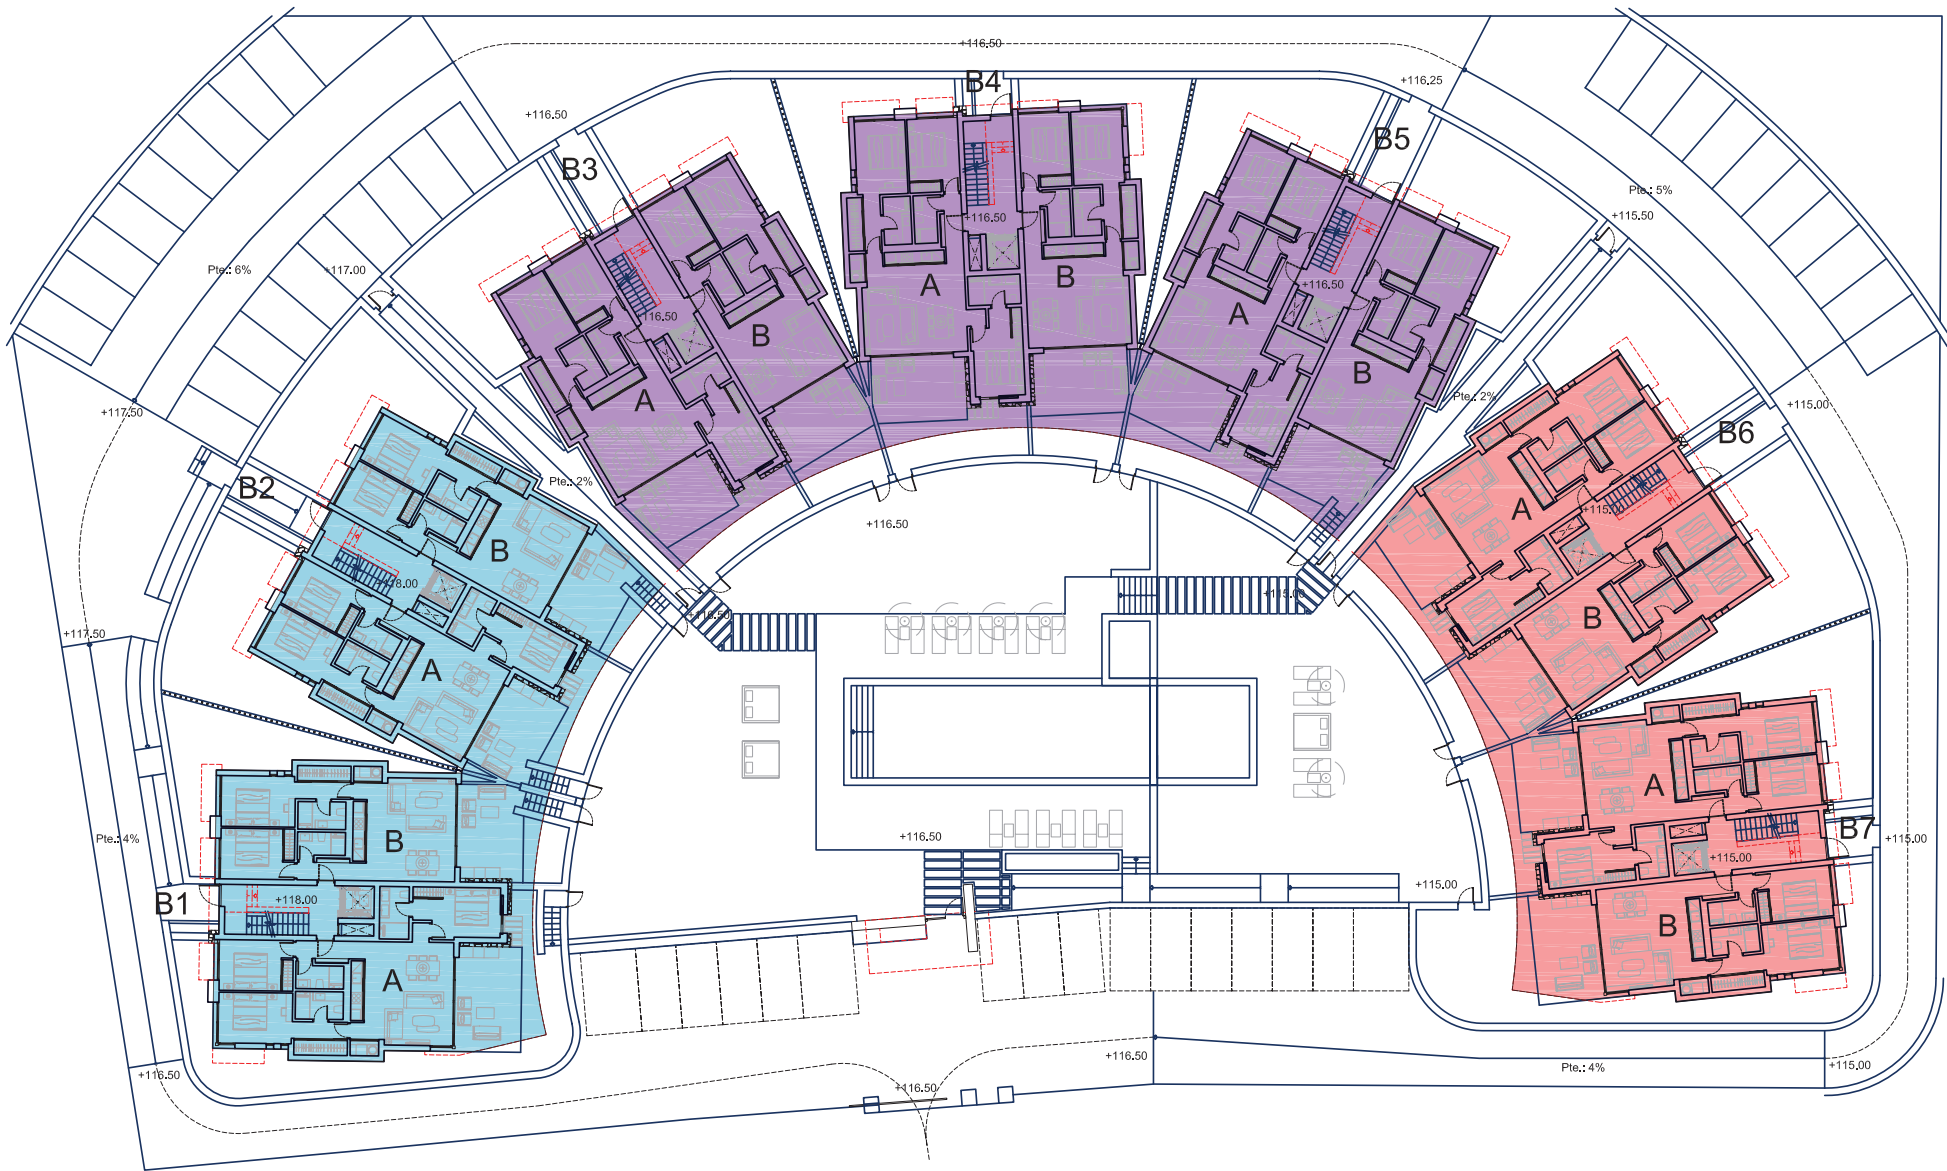 +116.50
B4
+116.25
+116.50
B5
B3
Pte.: 5%
+115.50
+116.50
Pte.: 6%
+117.00
+116.50
+116.50
A
B
A
B
B
A
A
B
Pte.: 2%
+117.50
+115.00
B6
B2
Pte.: 2%
A
+115.00
+116.50
B
+118.00
+115.00
+116.50
B
+117.50
A
A
B7
Pte.: 4%
B
+116.50
+115.00
+115.00
+115.00
B1
+118.00
B
A
+116.50
+115.00
+116.50
Pte.: 4%
+116.50